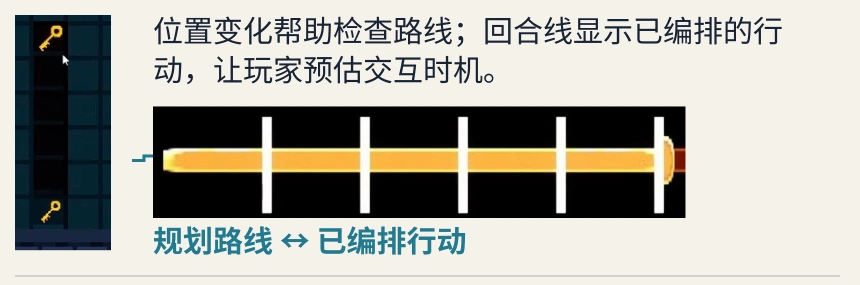 位置变化帮助检查路线；回合线显示已编排的行
动，让玩家预估交互时机。
规划路线 ↔ 已编排行动